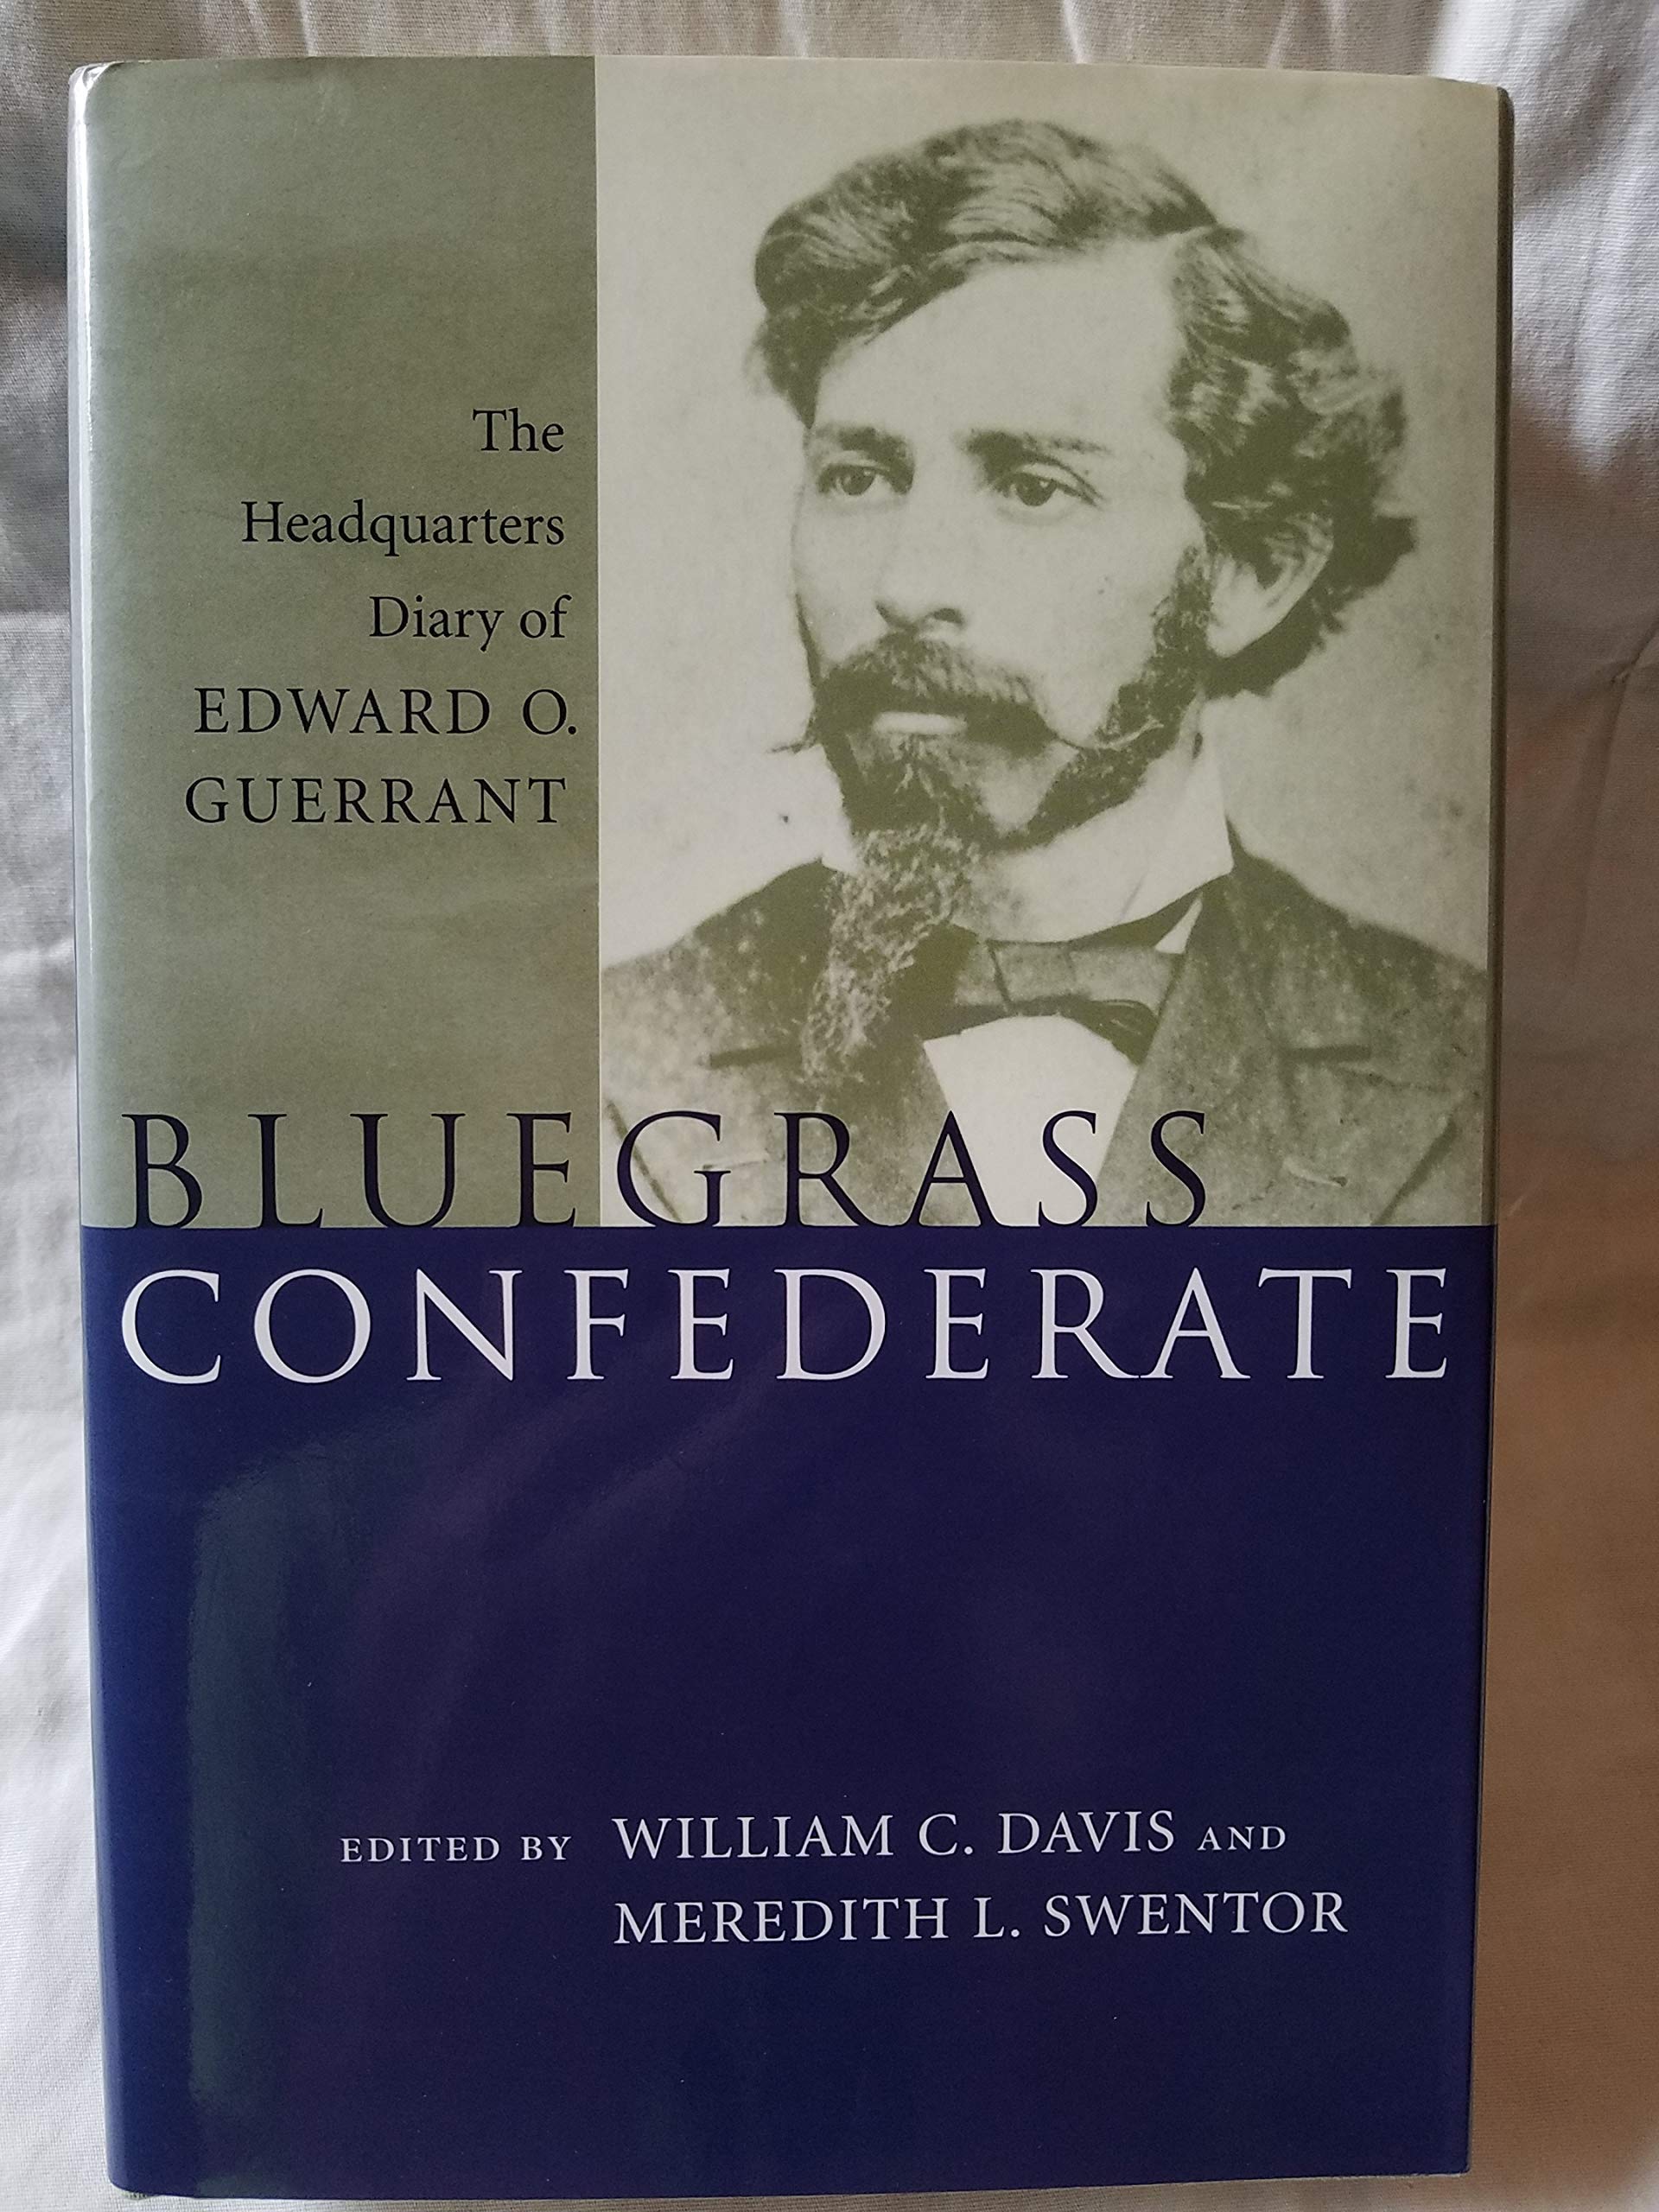 The
Headquarters
Diary of
EDWARD O.
GUERRANT
BLUEGRASS
CONFEDERATE
EDITED BY WILLIAM C. DAVIS AND
MEREDITH L. SWENTOR